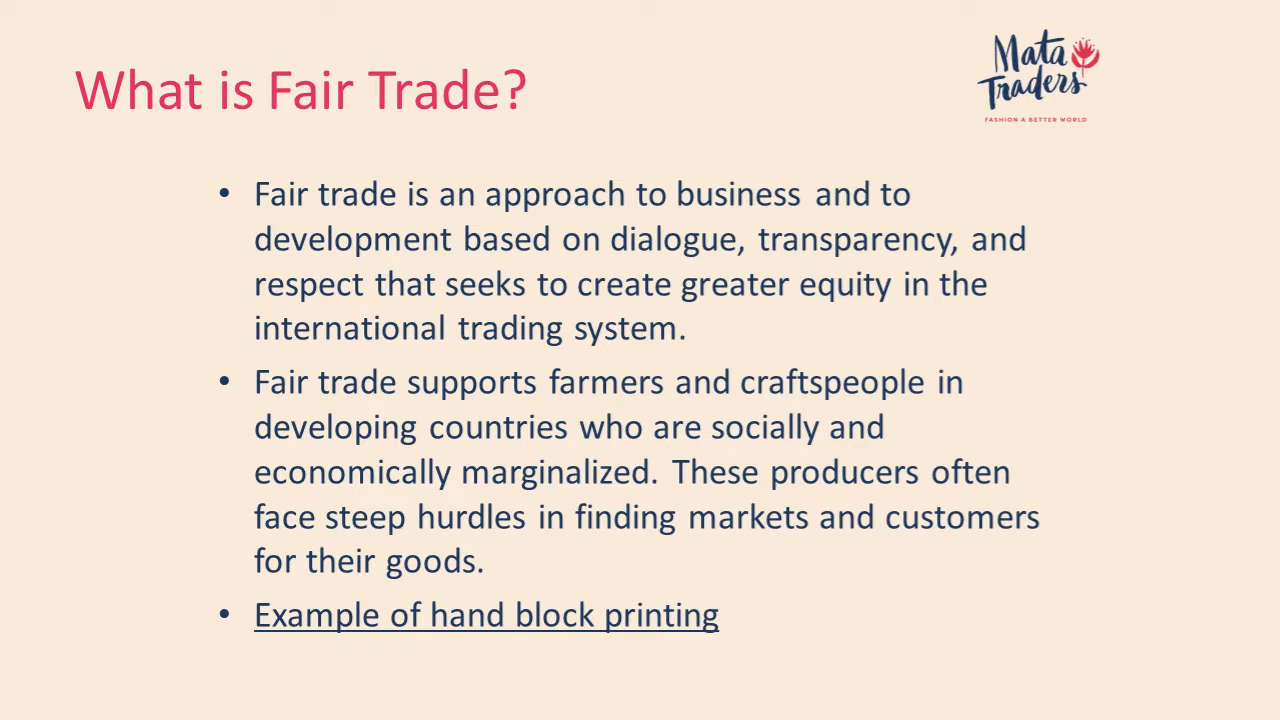 What is Fair Trade?
Mata
Traders
FASHION A BETTER WORLD
• Fair trade is an approach to business and to
development based on dialogue, transparency, and
respect that seeks to create greater equity in the
international trading system.
• Fair trade supports farmers and craftspeople in
developing countries who are socially and
economically marginalized. These producers often
face steep hurdles in finding markets and customers
for their goods.
• Example of hand block printing